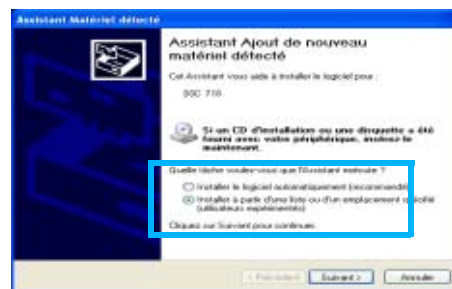 Assistant Matériel détecté
Assistant Ajout de nouveau
matériel détecté
Cet Assistant vous aide à installer le logiciel pour :
DSC 710
Si un CD d'installation ou une disquette a été
fourni avec votre périphérique, insérez-le
maintenant.
Quelle tâche voulez-vous que l'Assistant exécute ?
Installer le logiciel automatiquement (recommandé)
Installer à partir d'une liste ou d'un emplacement spécifié
(utilisateurs expérimentés)
Cliquez sur Suivant pour continuer.
< Précédent
Suivant >
Annuler